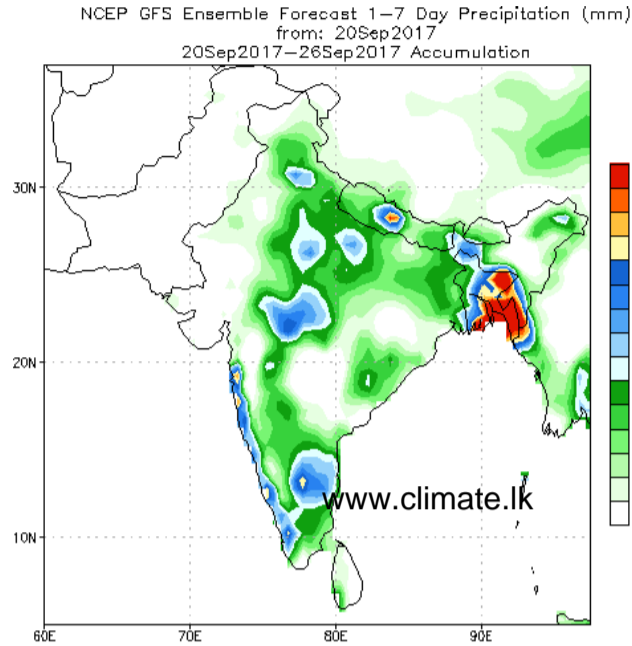 NCEP GFS Ensemble Forecast 1-7 Day Precipitation (mm)
from: 20Sep2017
20Sep2017-26Sep2017 Accumulation
30N
20N
www.climate.lk
10N
60E 70E 80E 90E